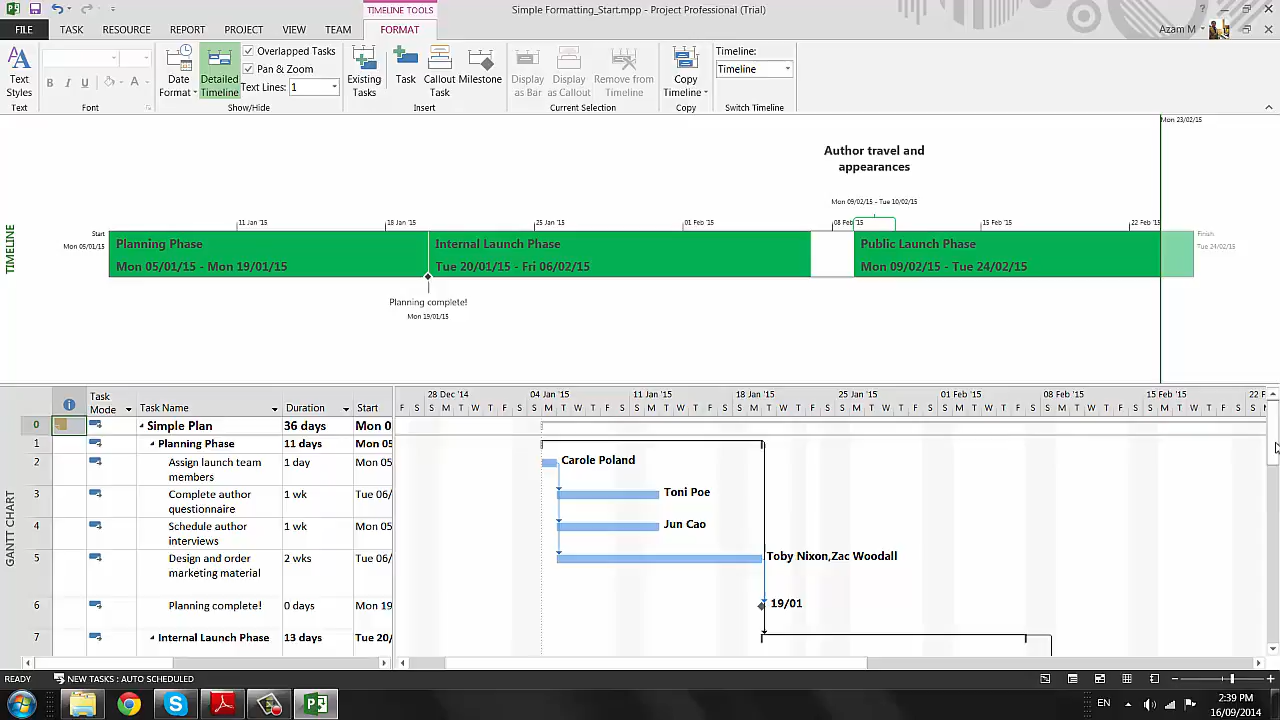 Simple Formatting_Start.mpp - Project Professional (Trial)
TIMELINE TOOLS
FILE TASK RESOURCE REPORT PROJECT VIEW TEAM FORMAT
Azam M
Text Styles
Text
B I U A
Font
Date Format
Detailed Timeline
Overlapped Tasks
Pan & Zoom
Text Lines: 1
Show/Hide
Existing Tasks
Task
Callout Task
Milestone
Insert
Display as Bar
Display as Callout
Remove from Timeline
Current Selection
Copy Timeline
Copy
Timeline:
Timeline
Switch Timeline
Mon 23/02/15
Author travel and
appearances
Mon 09/02/15 - Tue 10/02/15
11 Jan '15 18 Jan '15 25 Jan '15 01 Feb '15 08 Feb '15 15 Feb '15 22 Feb '15
TIMELINE
Start
Mon 05/01/15
Planning Phase
Mon 05/01/15 - Mon 19/01/15
Internal Launch Phase
Tue 20/01/15 - Fri 06/02/15
Public Launch Phase
Mon 09/02/15 - Tue 24/02/15
Finish
Tue 24/02/15
Planning complete!
Mon 19/01/15
GANTT CHART
Task Mode Task Name Duration Start
28 Dec '14 04 Jan '15 11 Jan '15 18 Jan '15 25 Jan '15 01 Feb '15 08 Feb '15 15 Feb '15 22 F
F S S M T W T F S S M T W T F S S M T W T F S S M T W T F S S M T W T F S S M T W T F S S M T W T F S S M T W T F S S
0 Simple Plan 36 days Mon 0
1 Planning Phase 11 days Mon 05
2 Assign launch team members 1 day Mon 05
Carole Poland
3 Complete author questionnaire 1 wk Tue 06/
Toni Poe
4 Schedule author interviews 1 wk Mon 05
Jun Cao
5 Design and order marketing material 2 wks Tue 06/
Toby Nixon,Zac Woodall
6 Planning complete! 0 days Mon 19
19/01
7 Internal Launch Phase 13 days Tue 20/
READY NEW TASKS : AUTO SCHEDULED
EN
2:39 PM
16/09/2014